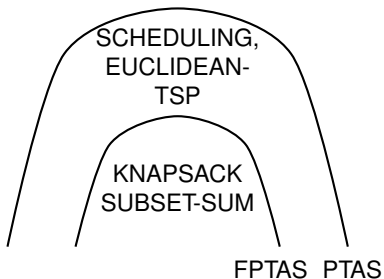 SCHEDULING,
EUCLIDEAN-
TSP
KNAPSACK
SUBSET-SUM
FPTAS PTAS